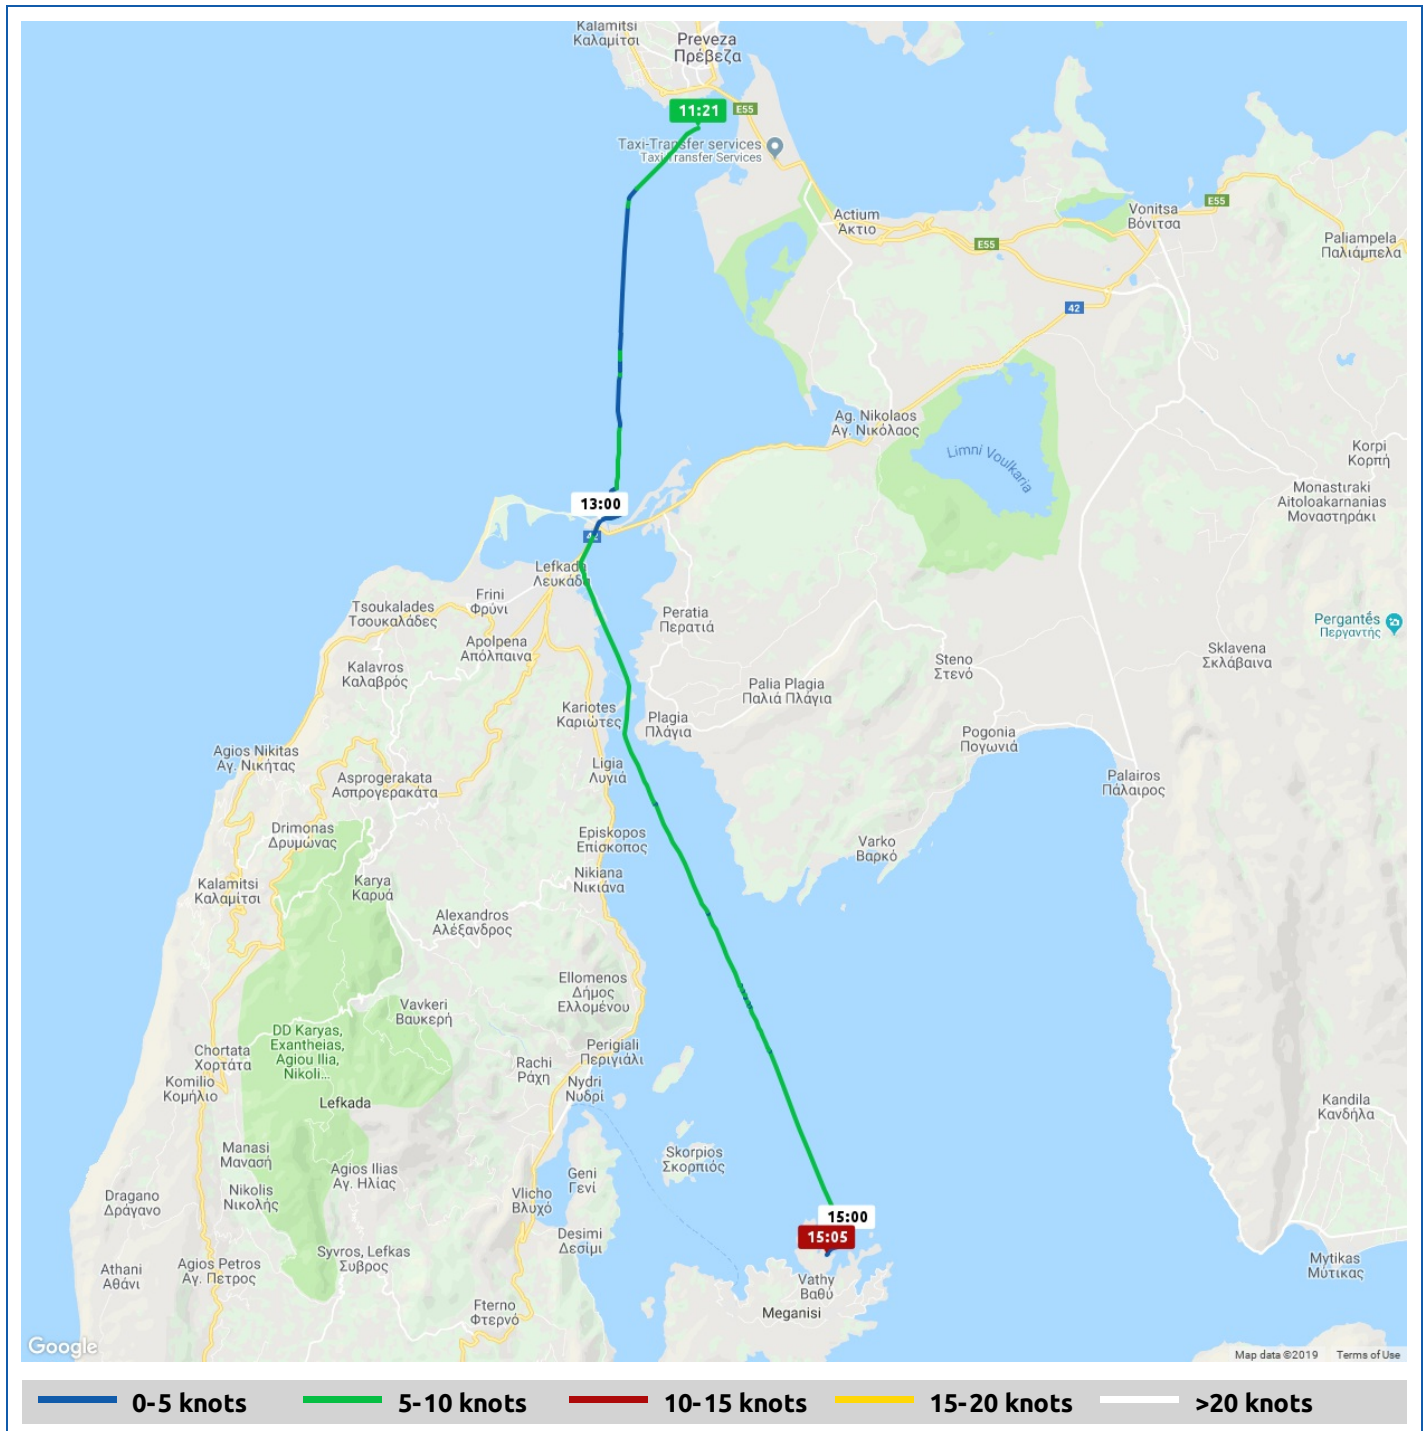 Kalamitsi
Καλαμίτσι
Preveza
Πρέβεζα
11:21
E55
Taxi-Transfer services
Taxi Transfer Services
Actium
Άκτιο
E55
Vonitsa
Βόνιτσα
E55
Paliampela
Παλιάμπελα
42
Ag. Nikolaos
Αγ. Νικόλαος
Limni Voulkaria
Korpi
Κορπή
Monastiraki
Aitoloakarnanias
Μοναστηράκι
13:00
42
Lefkada
Λευκάδα
Frini
Φρύνι
Tsoukalades
Τσουκαλάδες
Apolpena
Απόλπαινα
Peratia
Περατιά
Pergantés
Περγαντής
Sklavena
Σκλάβαινα
Kalavros
Καλαβρός
Steno
Στενό
Palia Plagia
Παλιά Πλάγια
Kariotes
Καριώτες
Plagia
Πλάγια
Pogonia
Πογωνιά
Agios Nikitas
Αγ. Νικήτας
Asprogerakata
Ασπρογερακάτα
Ligia
Λυγιά
Palairos
Πάλαιρος
Drimonas
Δρυμώνας
Episkopos
Επίσκοπος
Varko
Βαρκό
Kalamitsi
Καλαμίτσι
Karya
Καρυά
Nikiana
Νικιάνα
Alexandros
Αλέξανδρος
Ellomenos
Δήμος
Ελλομένου
Vavkeri
Βαυκερή
DD Karyas,
Exantheias,
Agiou Ilia,
Nikoli...
Chortata
Χορτάτα
Perigiali
Περιγιάλι
Rachi
Ράχη
Komilio
Κομήλιο
Nydri
Νυδρί
Lefkada
Kandila
Κανδήλα
Manasi
Μανασή
Skorpios
Σκορπιός
Agios Ilias
Αγ. Ηλίας
Geni
Γενί
Dragano
Δράγανο
Nikolis
Νικολής
Vlicho
Βλυχό
15:00
15:05
Desimi
Δεσίμι
Syvros, Lefkas
Συβρος
Athani
Αθάνι
Agios Petros
Αγ. Πετρος
Mytikas
Μύτικας
Vathy
Βαθύ
Meganisi
Fterno
Φτερνό
Google
Map data ©2019 Terms of Use
0-5 knots 5-10 knots 10-15 knots 15-20 knots >20 knots